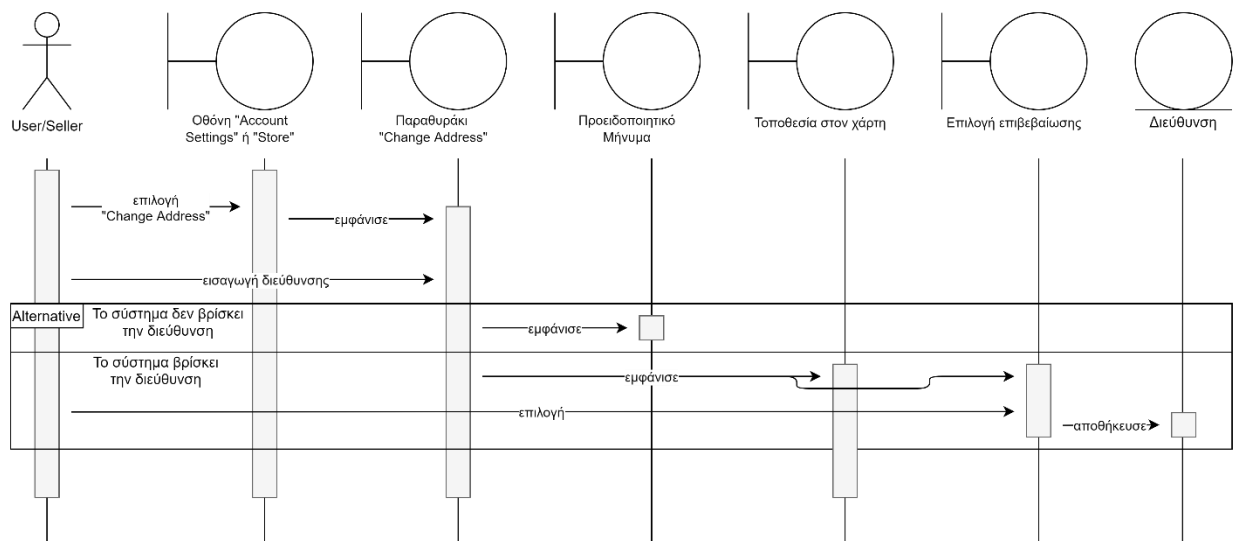 User/Seller
Οθόνη "Account
Settings" ή "Store"
Παραθυράκι
"Change Address"
Προειδοποιητικό
Μήνυμα
Τοποθεσία στον χάρτη
Επιλογή επιβεβαίωσης
Διεύθυνση
επιλογή
"Change Address"
εμφάνισε
εισαγωγή διεύθυνσης
Alternative
Το σύστημα δεν βρίσκει
την διεύθυνση
εμφάνισε
Το σύστημα βρίσκει
την διεύθυνση
εμφάνισε
επιλογή
αποθήκευσε